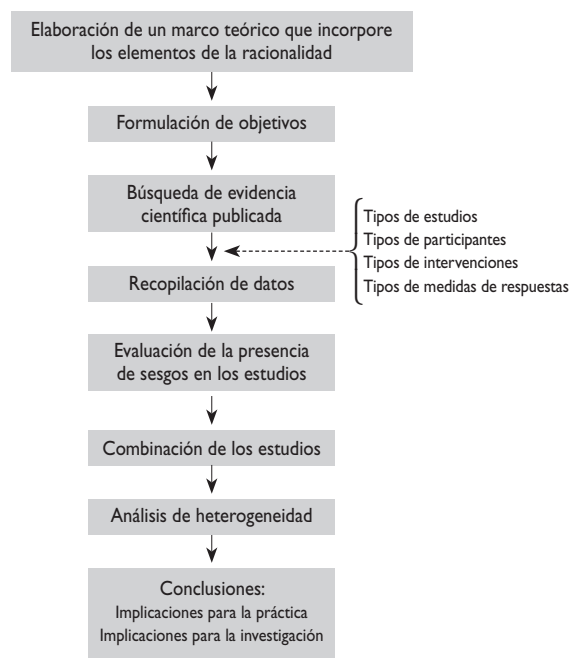 Elaboración de un marco teórico que incorpore
los elementos de la racionalidad
Formulación de objetivos
Búsqueda de evidencia
científica publicada
Tipos de estudios
Tipos de participantes
Tipos de intervenciones
Tipos de medidas de respuestas
Recopilación de datos
Evaluación de la presencia
de sesgos en los estudios
Combinación de los estudios
Análisis de heterogeneidad
Conclusiones:
Implicaciones para la práctica
Implicaciones para la investigación